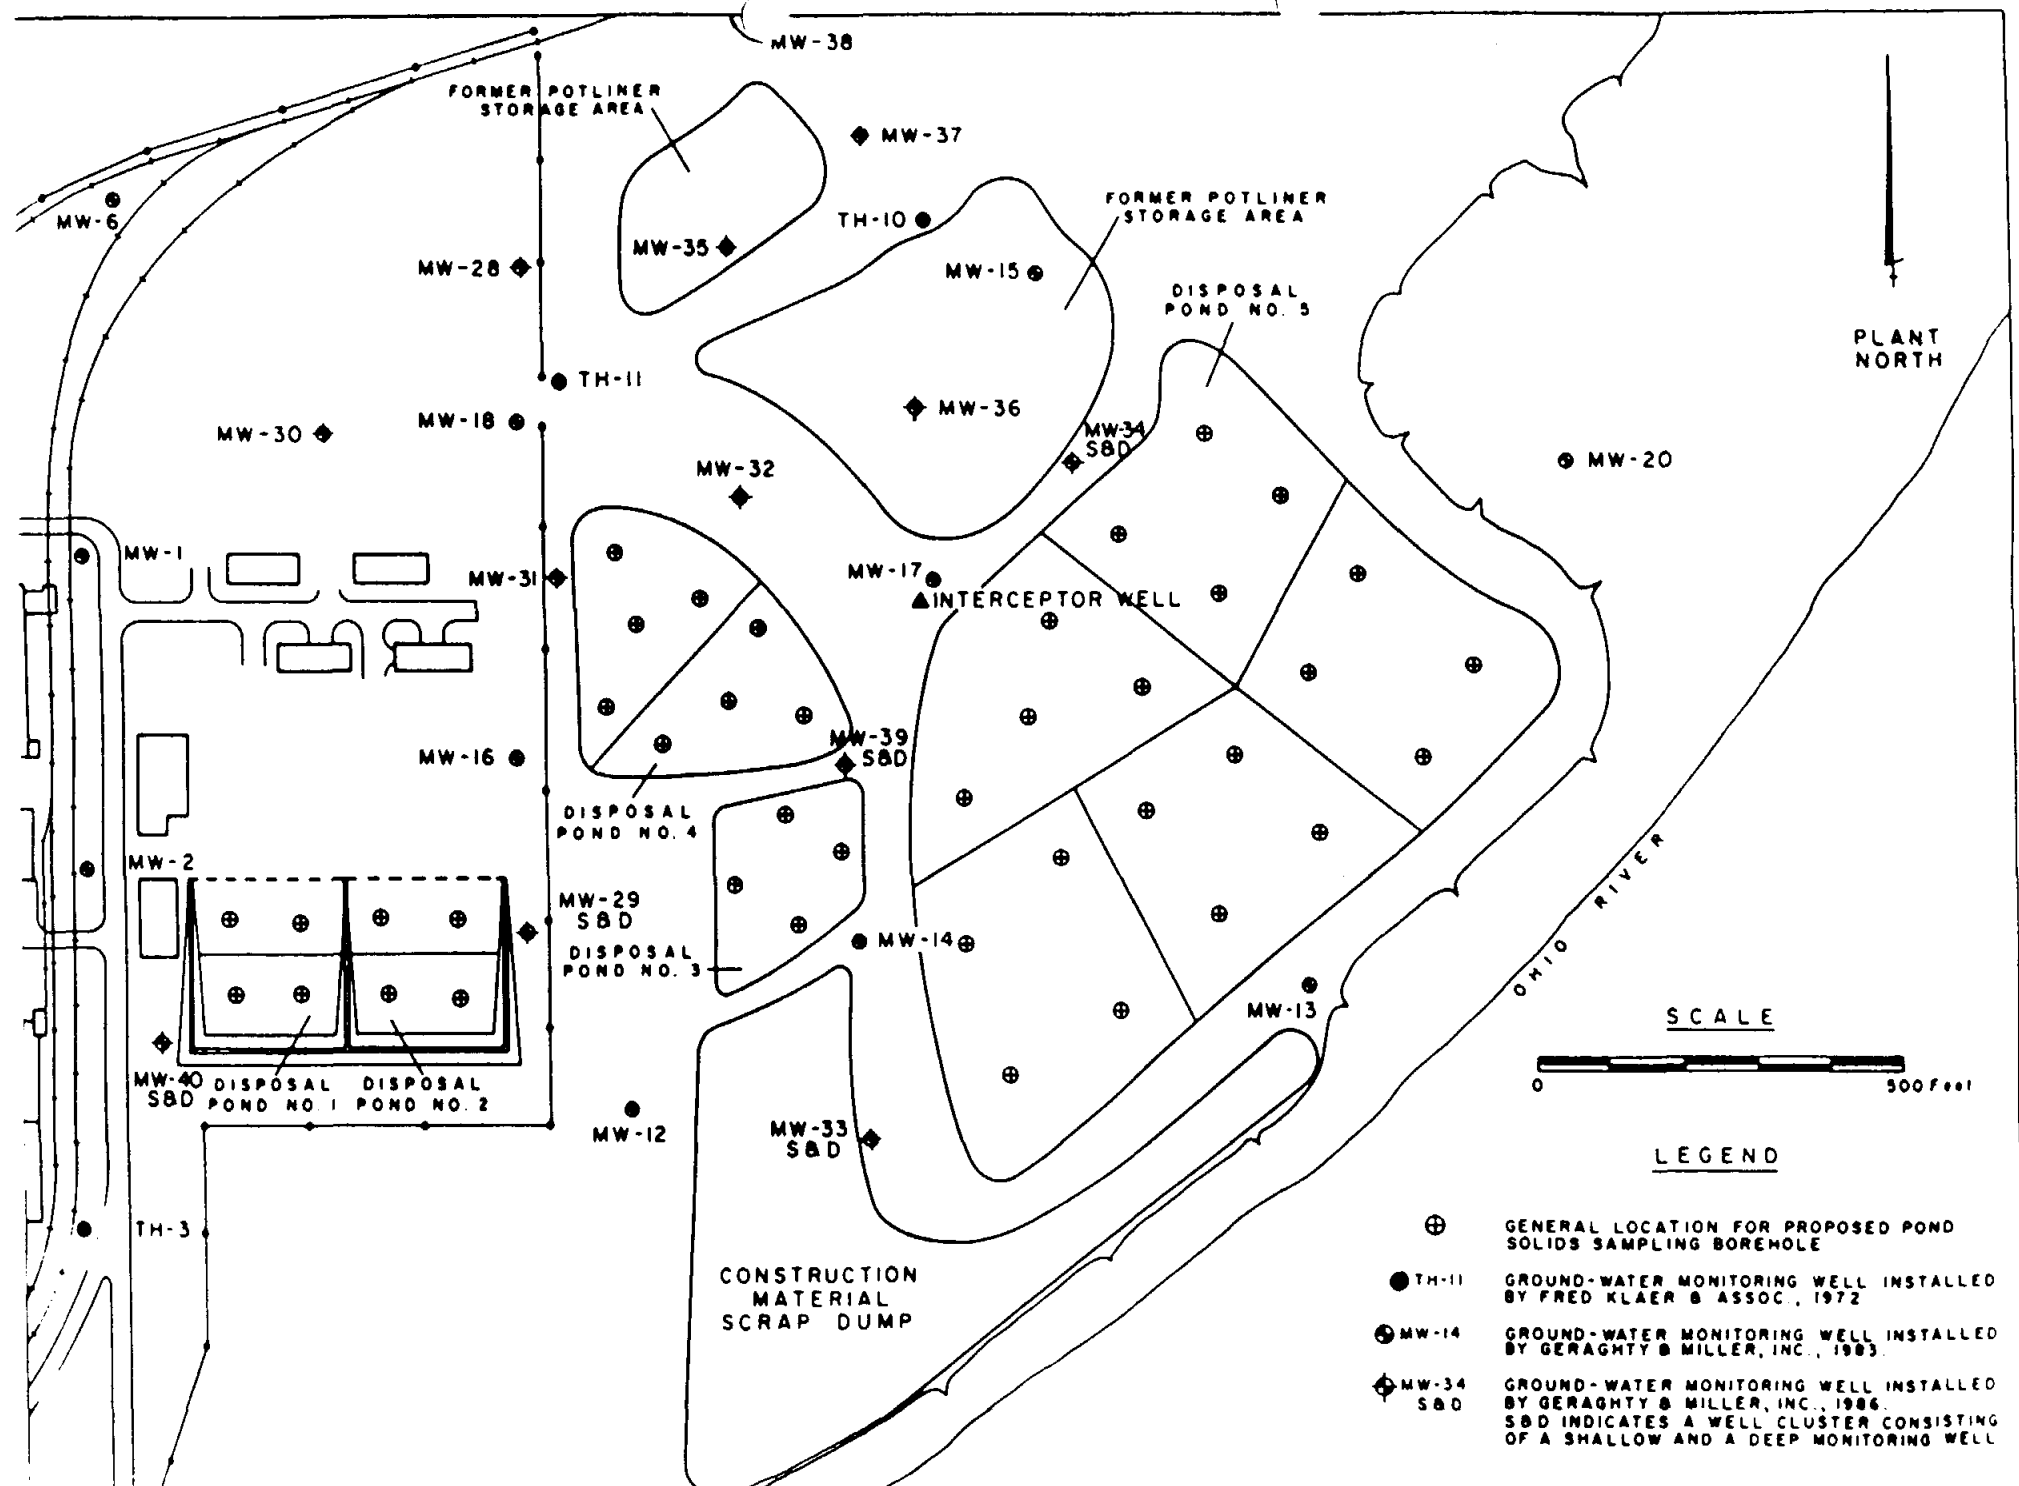 MW-38
FORMER POTLINER
STORAGE AREA
MW-37
MW-6
FORMER POTLINER
STORAGE AREA
TH-10
MW-35
MW-28
MW-15
DISPOSAL
POND NO. 5
PLANT
NORTH
TH-11
MW-18
MW-30
MW-36
MW-34
S&D
MW-32
MW-20
MW-1
MW-31
MW-17
INTERCEPTOR WELL
MW-39
S&D
MW-16
DISPOSAL
POND NO. 4
MW-2
MW-29
S&D
MW-14
DISPOSAL
POND NO. 3
OHIO RIVER
MW-13
SCALE
0 500 Feet
MW-40
S&D
DISPOSAL
POND NO. 1
DISPOSAL
POND NO. 2
MW-12
MW-33
S&D
TH-3
CONSTRUCTION
MATERIAL
SCRAP DUMP
LEGEND
GENERAL LOCATION FOR PROPOSED POND
SOLIDS SAMPLING BOREHOLE
TH-11 GROUND-WATER MONITORING WELL INSTALLED
BY FRED KLAER & ASSOC., 1972
MW-14 GROUND-WATER MONITORING WELL INSTALLED
BY GERAGHTY & MILLER, INC., 1983.
MW-34 GROUND-WATER MONITORING WELL INSTALLED
S&D BY GERAGHTY & MILLER, INC., 1986.
S&D INDICATES A WELL CLUSTER CONSISTING
OF A SHALLOW AND A DEEP MONITORING WELL